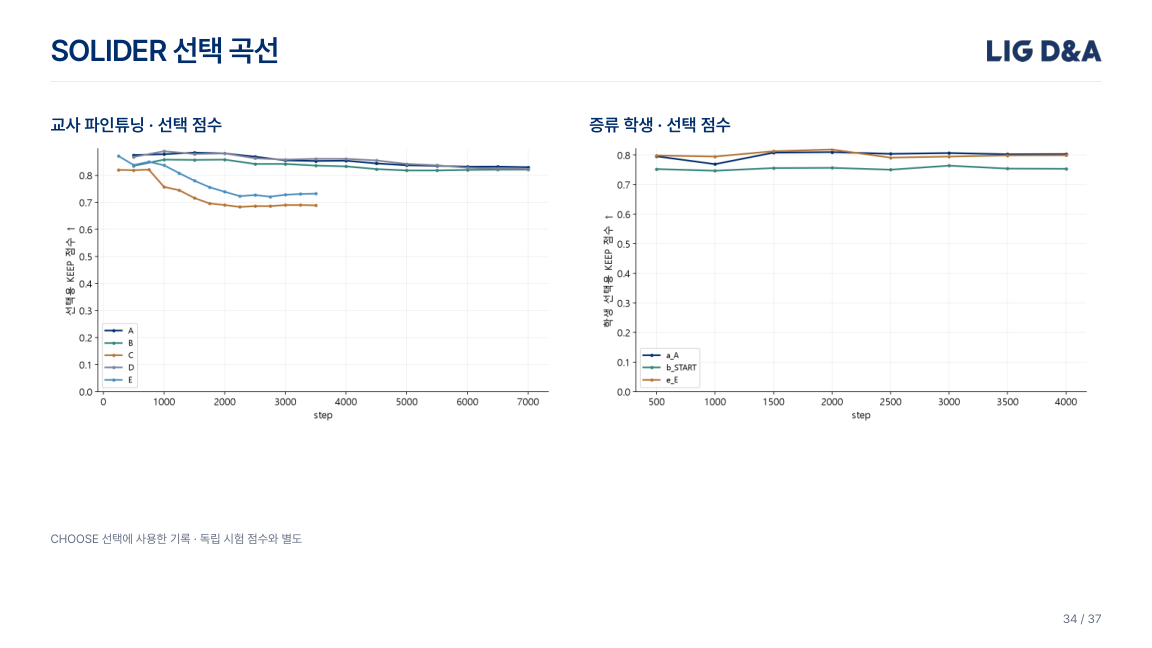 SOLIDER 선택 곡선
LIG D&A
교사 파인튜닝 · 선택 점수
선택용 KEEP 점수 ↑
0.8
0.7
0.6
0.5
0.4
0.3
0.2
0.1
0.0
A
B
C
D
E
0 1000 2000 3000 4000 5000 6000 7000
step
증류 학생 · 선택 점수
학생 선택용 KEEP 점수 ↑
0.8
0.7
0.6
0.5
0.4
0.3
0.2
0.1
0.0
a_A
b_START
e_E
500 1000 1500 2000 2500 3000 3500 4000
step
CHOOSE 선택에 사용한 기록 · 독립 시험 점수와 별도
34 / 37